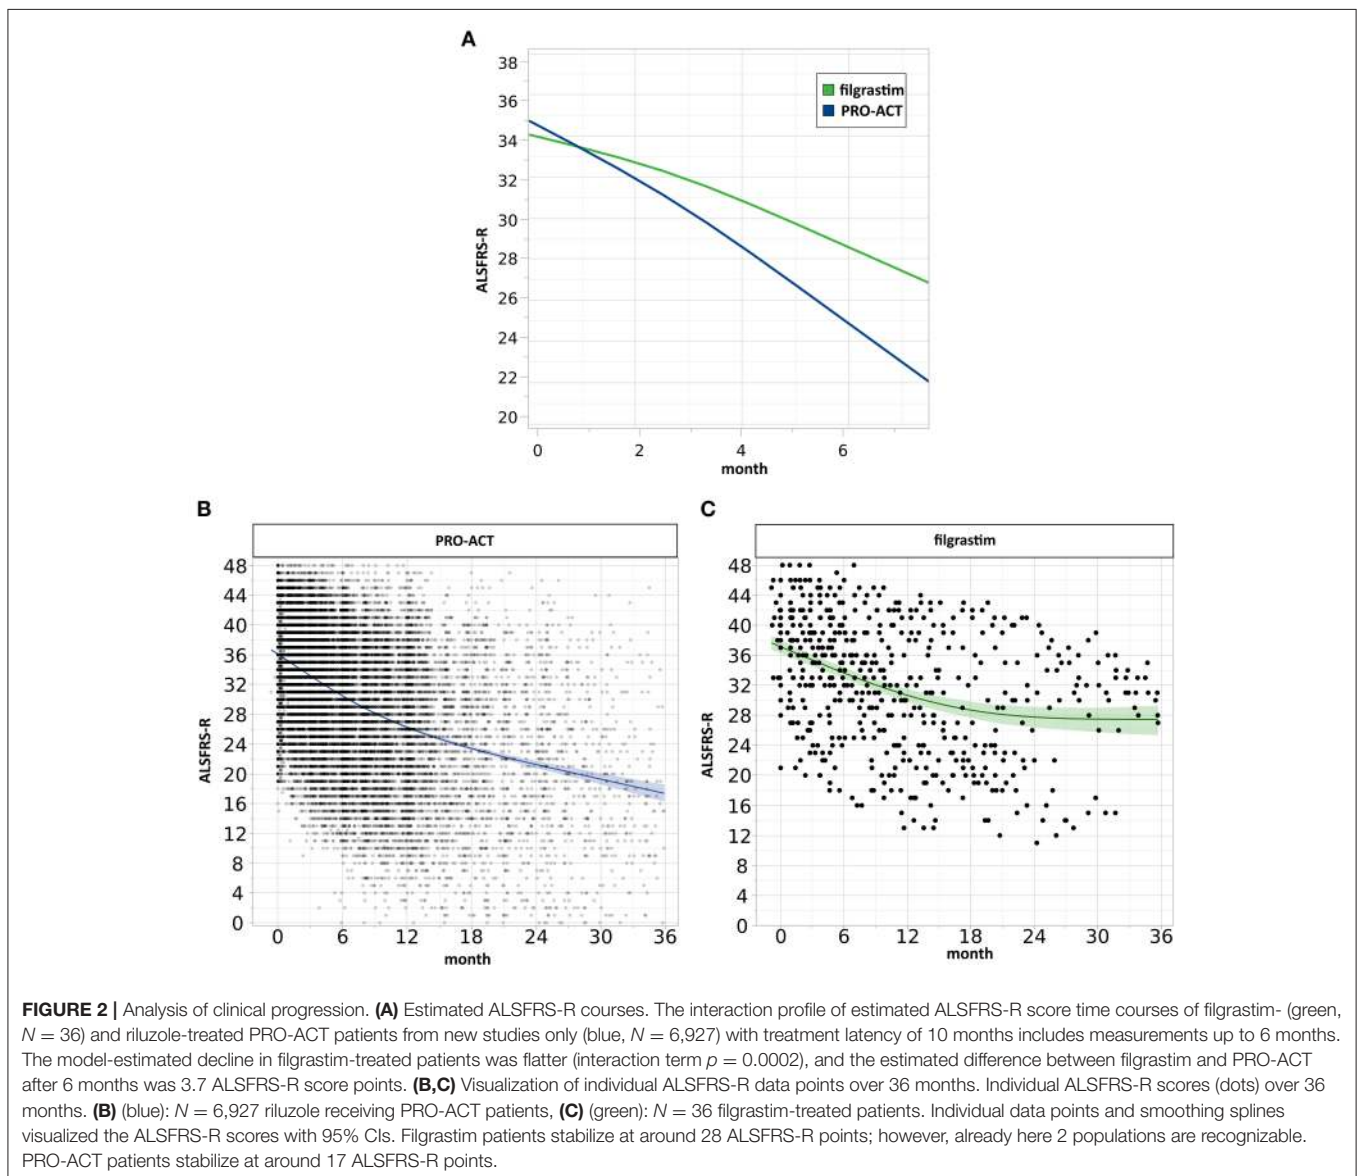 A
38
36
34
32
30
28
26
24
22
20
ALSFRS-R
filgrastim
PRO-ACT
0 2 4 6
month
B
PRO-ACT
48
44
40
36
32
28
24
20
16
12
8
4
0
ALSFRS-R
0 6 12 18 24 30 36
month
C
filgrastim
48
44
40
36
32
28
24
20
16
12
8
4
0
ALSFRS-R
0 6 12 18 24 30 36
month
FIGURE 2 | Analysis of clinical progression. (A) Estimated ALSFRS-R courses. The interaction profile of estimated ALSFRS-R score time courses of filgrastim- (green,
N = 36) and riluzole-treated PRO-ACT patients from new studies only (blue, N = 6,927) with treatment latency of 10 months includes measurements up to 6 months.
The model-estimated decline in filgrastim-treated patients was flatter (interaction term p = 0.0002), and the estimated difference between filgrastim and PRO-ACT
after 6 months was 3.7 ALSFRS-R score points. (B,C) Visualization of individual ALSFRS-R data points over 36 months. Individual ALSFRS-R scores (dots) over 36
months. (B) (blue): N = 6,927 riluzole receiving PRO-ACT patients, (C) (green): N = 36 filgrastim-treated patients. Individual data points and smoothing splines
visualized the ALSFRS-R scores with 95% CIs. Filgrastim patients stabilize at around 28 ALSFRS-R points; however, already here 2 populations are recognizable.
PRO-ACT patients stabilize at around 17 ALSFRS-R points.